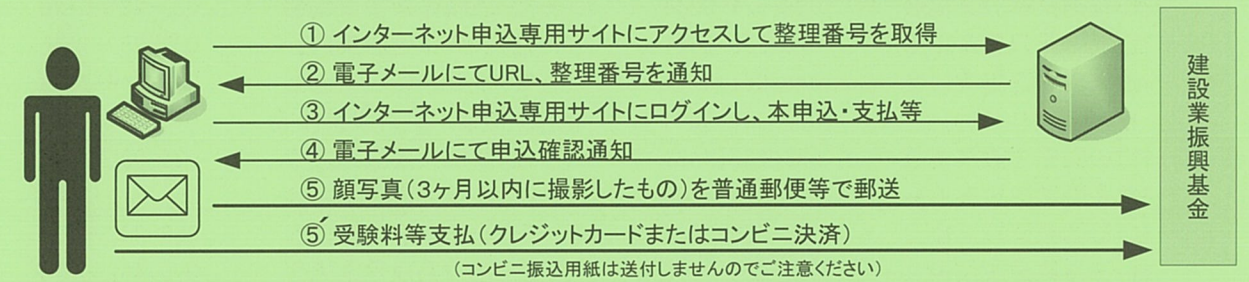 ① インターネット申込専用サイトにアクセスして整理番号を取得
② 電子メールにてURL、整理番号を通知
③ インターネット申込専用サイトにログインし、本申込・支払等
④ 電子メールにて申込確認通知
⑤ 顔写真（3ヶ月以内に撮影したもの）を普通郵便等で郵送
⑤´ 受験料等支払（クレジットカードまたはコンビニ決済）
（コンビニ振込用紙は送付しませんのでご注意ください）
建設業振興基金